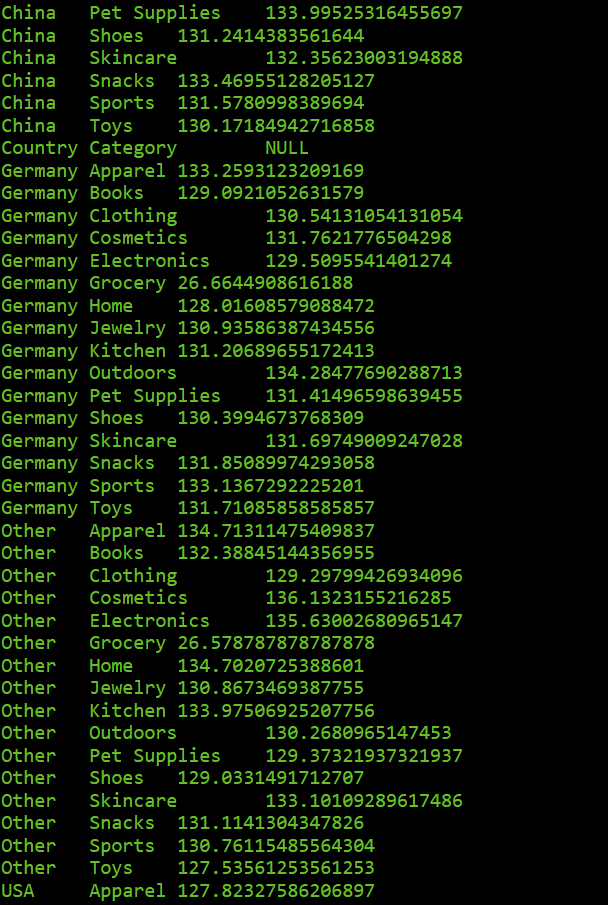 China   Pet Supplies    133.99525316455697
China   Shoes   131.2414383561644
China   Skincare        132.35623003194888
China   Snacks  133.46955128205127
China   Sports  131.5780998389694
China   Toys    130.17184942716858
Country Category        NULL
Germany Apparel 133.2593123209169
Germany Books   129.0921052631579
Germany Clothing        130.54131054131054
Germany Cosmetics       131.7621776504298
Germany Electronics     129.5095541401274
Germany Grocery 26.6644908616188
Germany Home    128.01608579088472
Germany Jewelry 130.93586387434556
Germany Kitchen 131.20689655172413
Germany Outdoors        134.28477690288713
Germany Pet Supplies    131.41496598639455
Germany Shoes   130.3994673768309
Germany Skincare        131.69749009247028
Germany Snacks  131.85089974293058
Germany Sports  133.1367292225201
Germany Toys    131.71085858585857
Other   Apparel 134.71311475409837
Other   Books   132.38845144356955
Other   Clothing        129.29799426934096
Other   Cosmetics       136.1323155216285
Other   Electronics     135.63002680965147
Other   Grocery 26.578787878787878
Other   Home    134.7020725388601
Other   Jewelry 130.8673469387755
Other   Kitchen 133.97506925207756
Other   Outdoors        130.2680965147453
Other   Pet Supplies    129.37321937321937
Other   Shoes   129.0331491712707
Other   Skincare        133.10109289617486
Other   Snacks  131.1141304347826
Other   Sports  130.76115485564304
Other   Toys    127.53561253561253
USA     Apparel 127.82327586206897